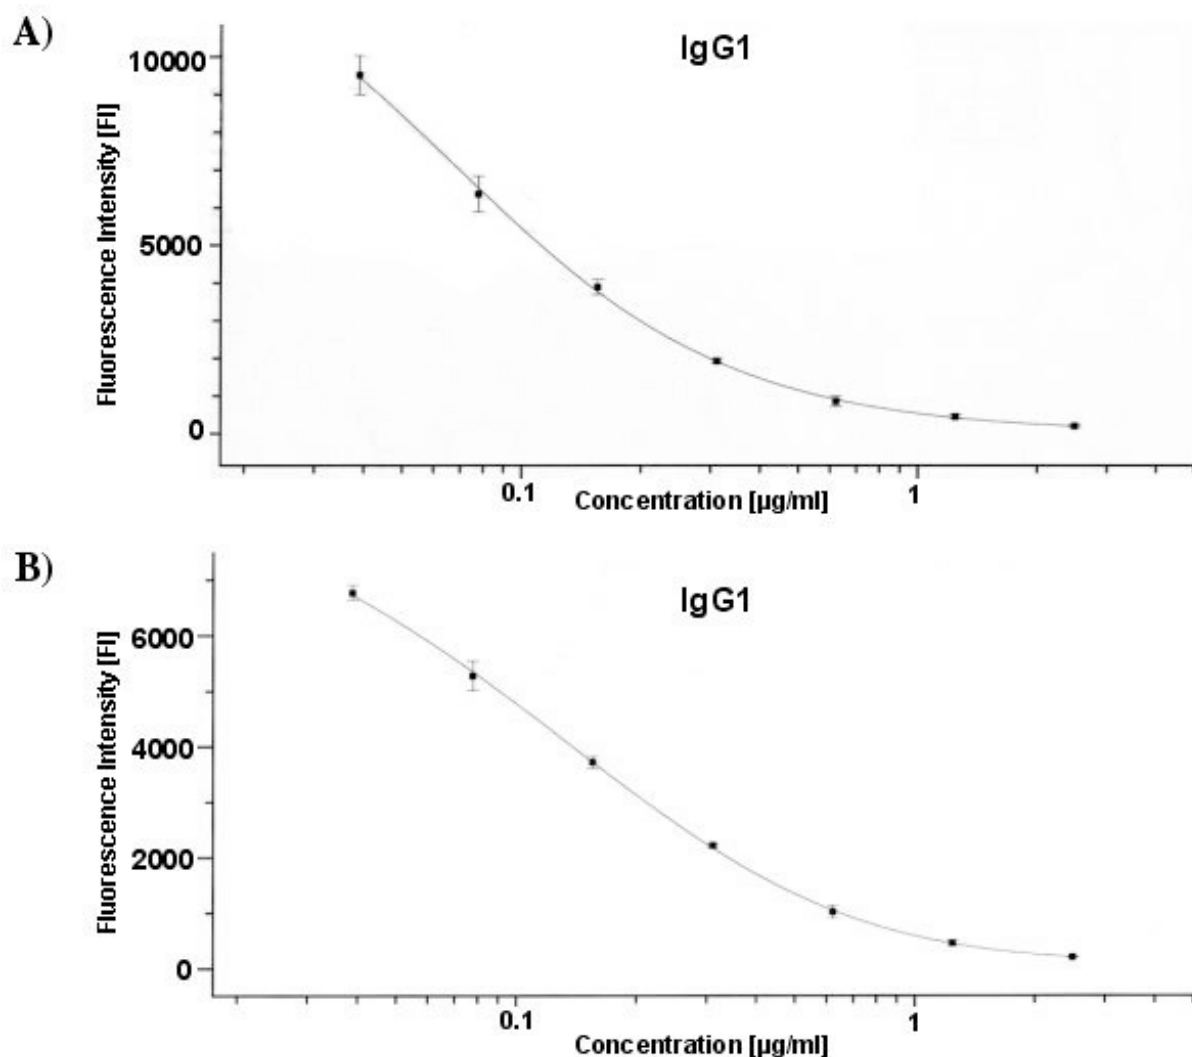 A)
IgG1
10000
5000
0
Fluorescence Intensity [FI]
0.1
1
Concentration [µg/ml]
B)
IgG1
6000
4000
2000
0
Fluorescence Intensity [FI]
0.1
1
Concentration [µg/ml]